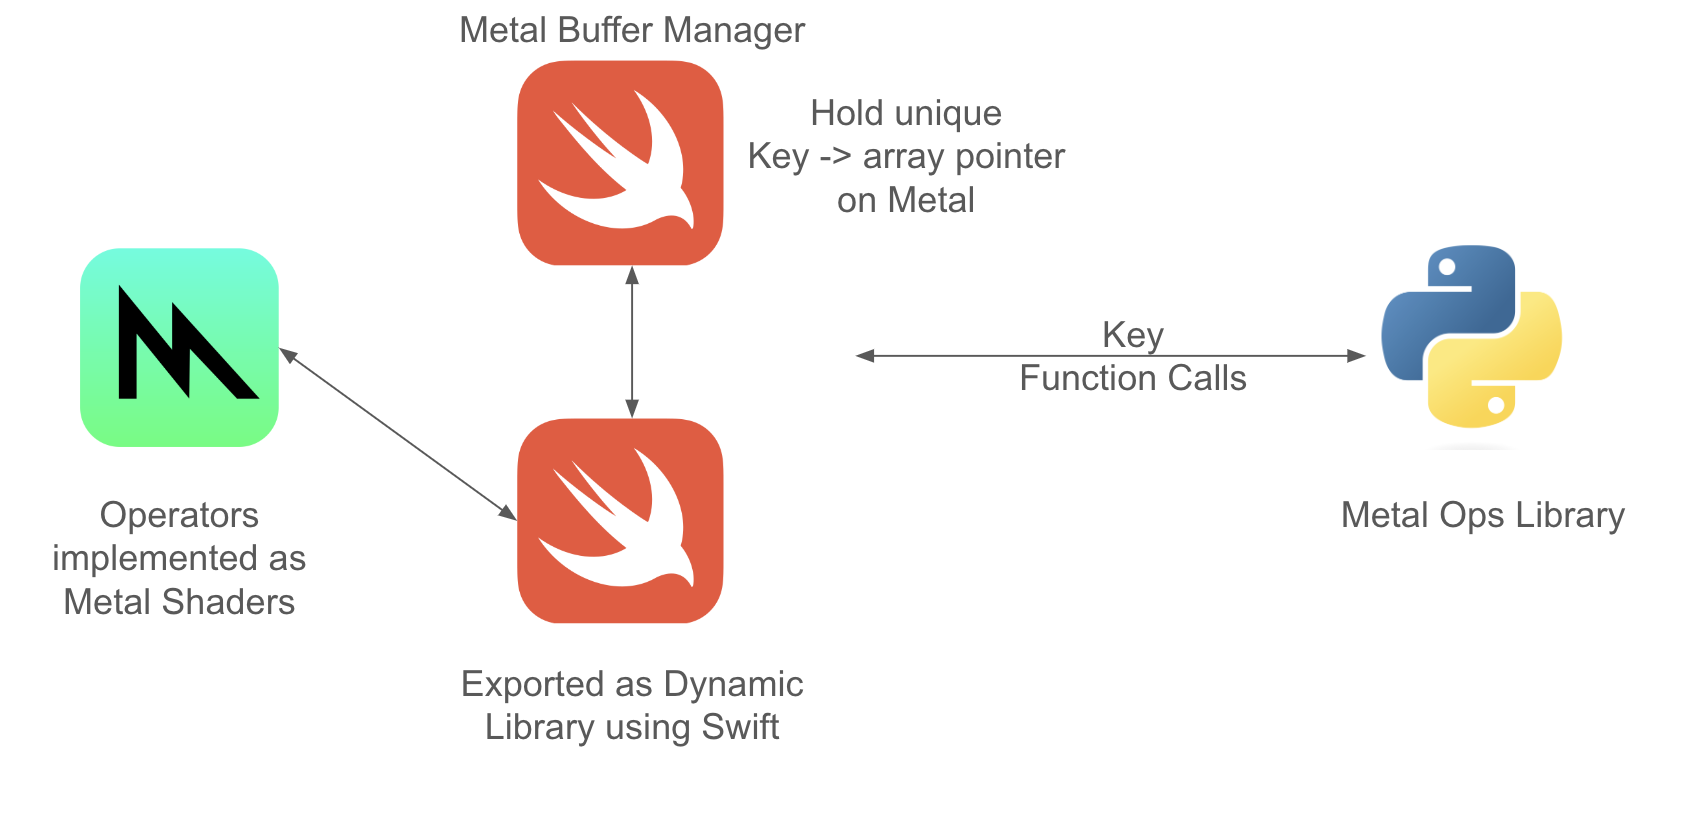 Metal Buffer Manager
Hold unique
Key -> array pointer
on Metal
Key
Function Calls
Operators
implemented as
Metal Shaders
Metal Ops Library
Exported as Dynamic
Library using Swift